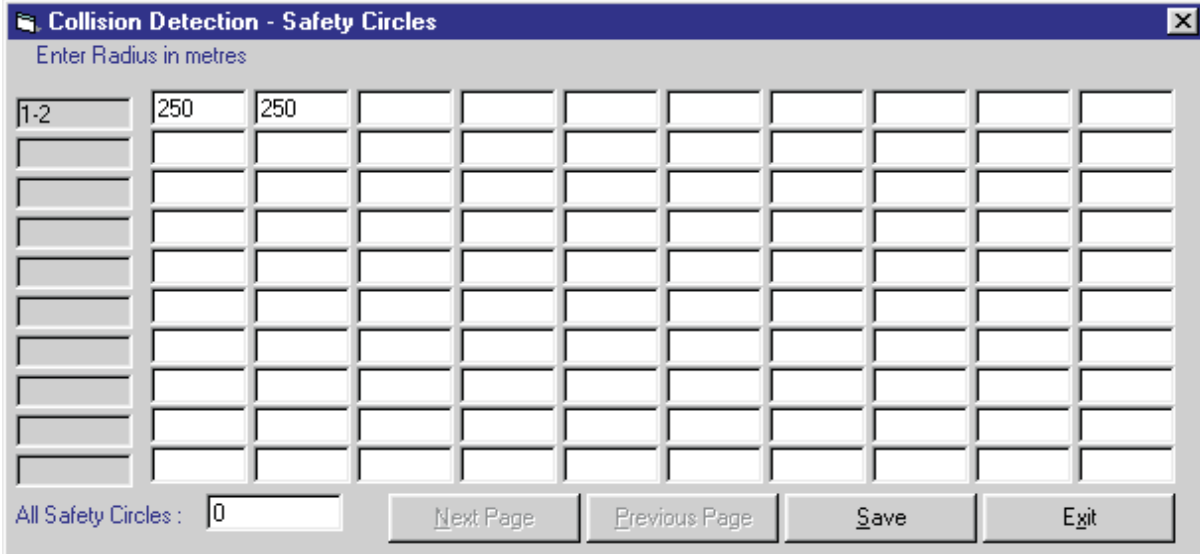 Collision Detection - Safety Circles
Enter Radius in metres
1-2 250 250
All Safety Circles : 0 Next Page Previous Page Save Exit